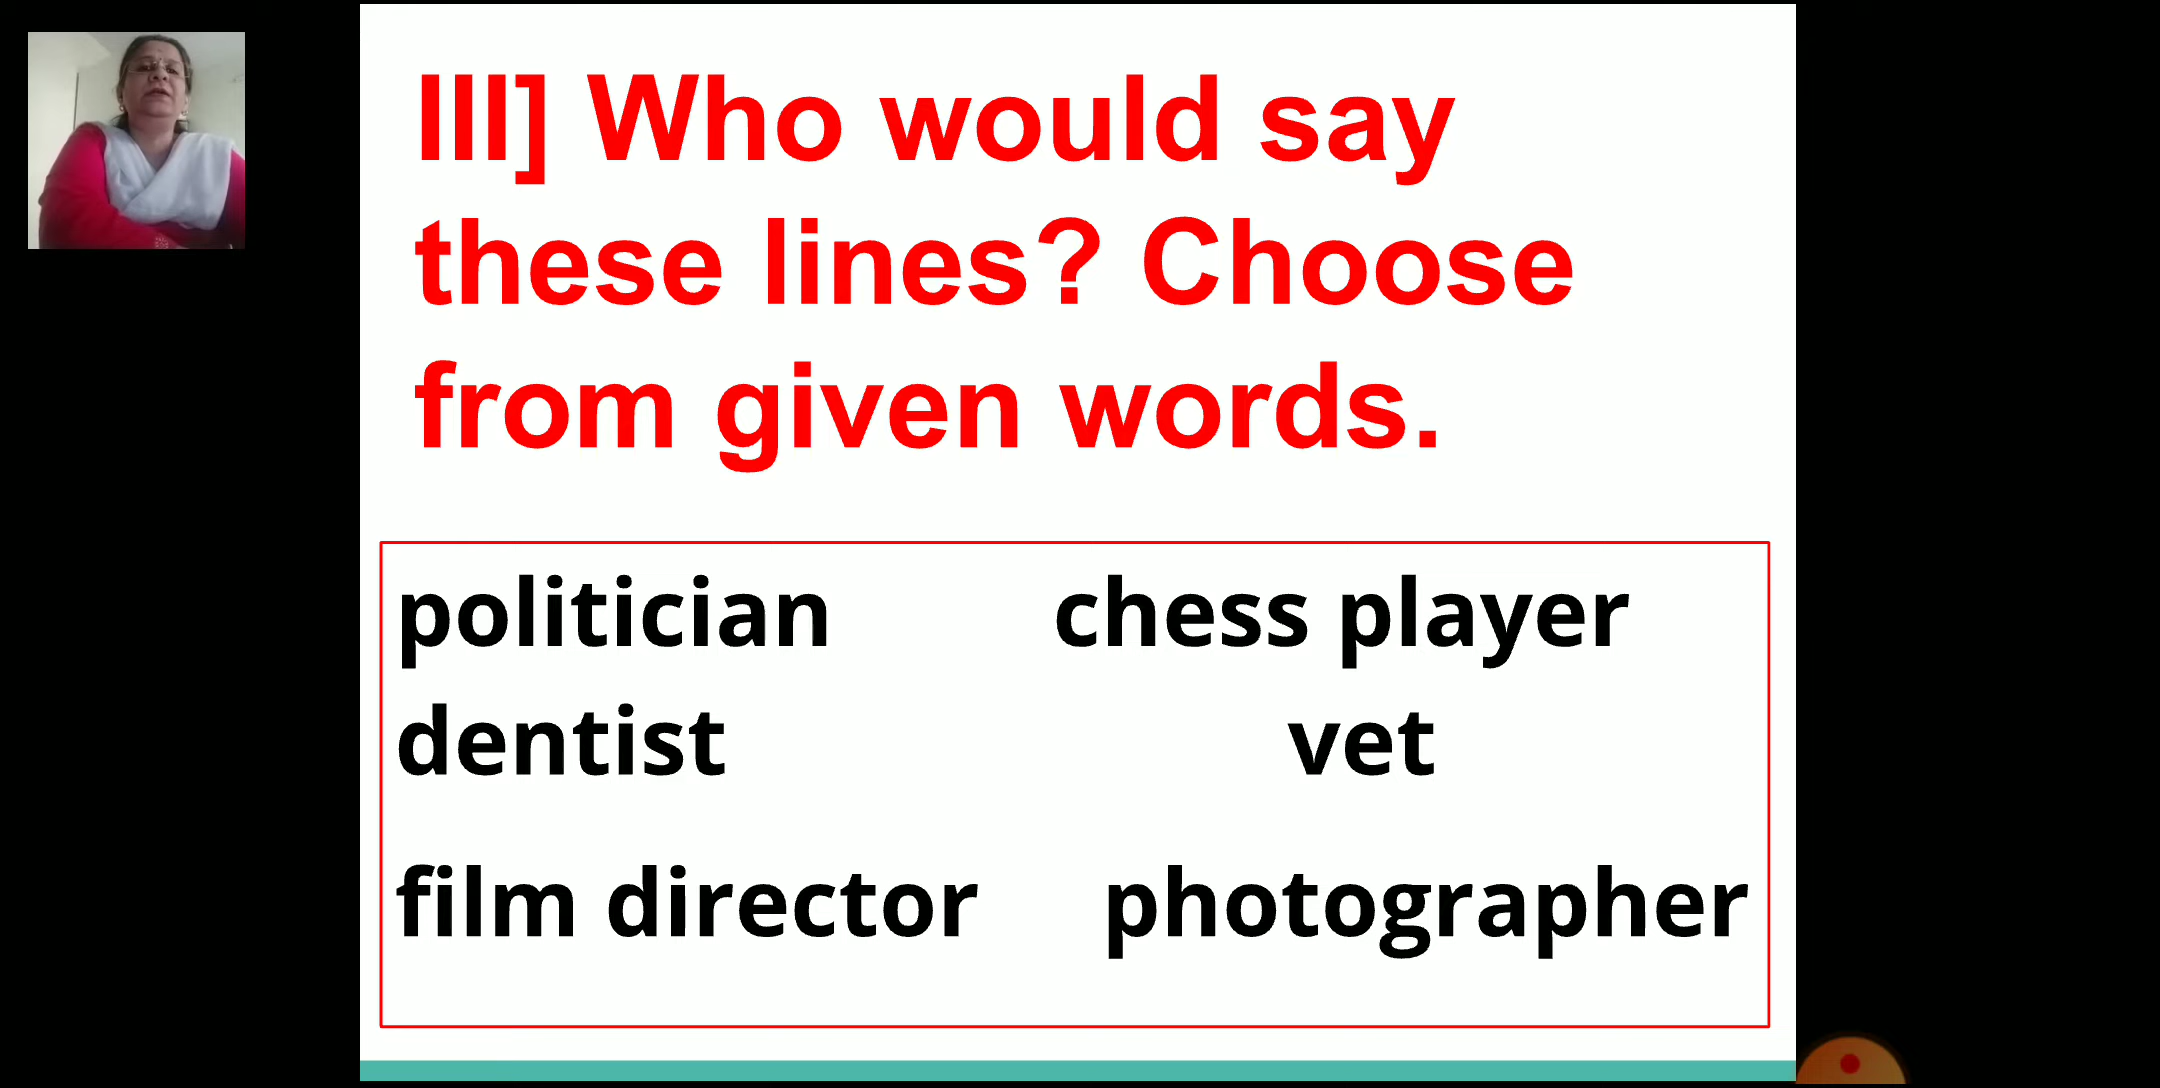 III] Who would say
these lines? Choose
from given words.
politician chess player
dentist vet
film director photographer